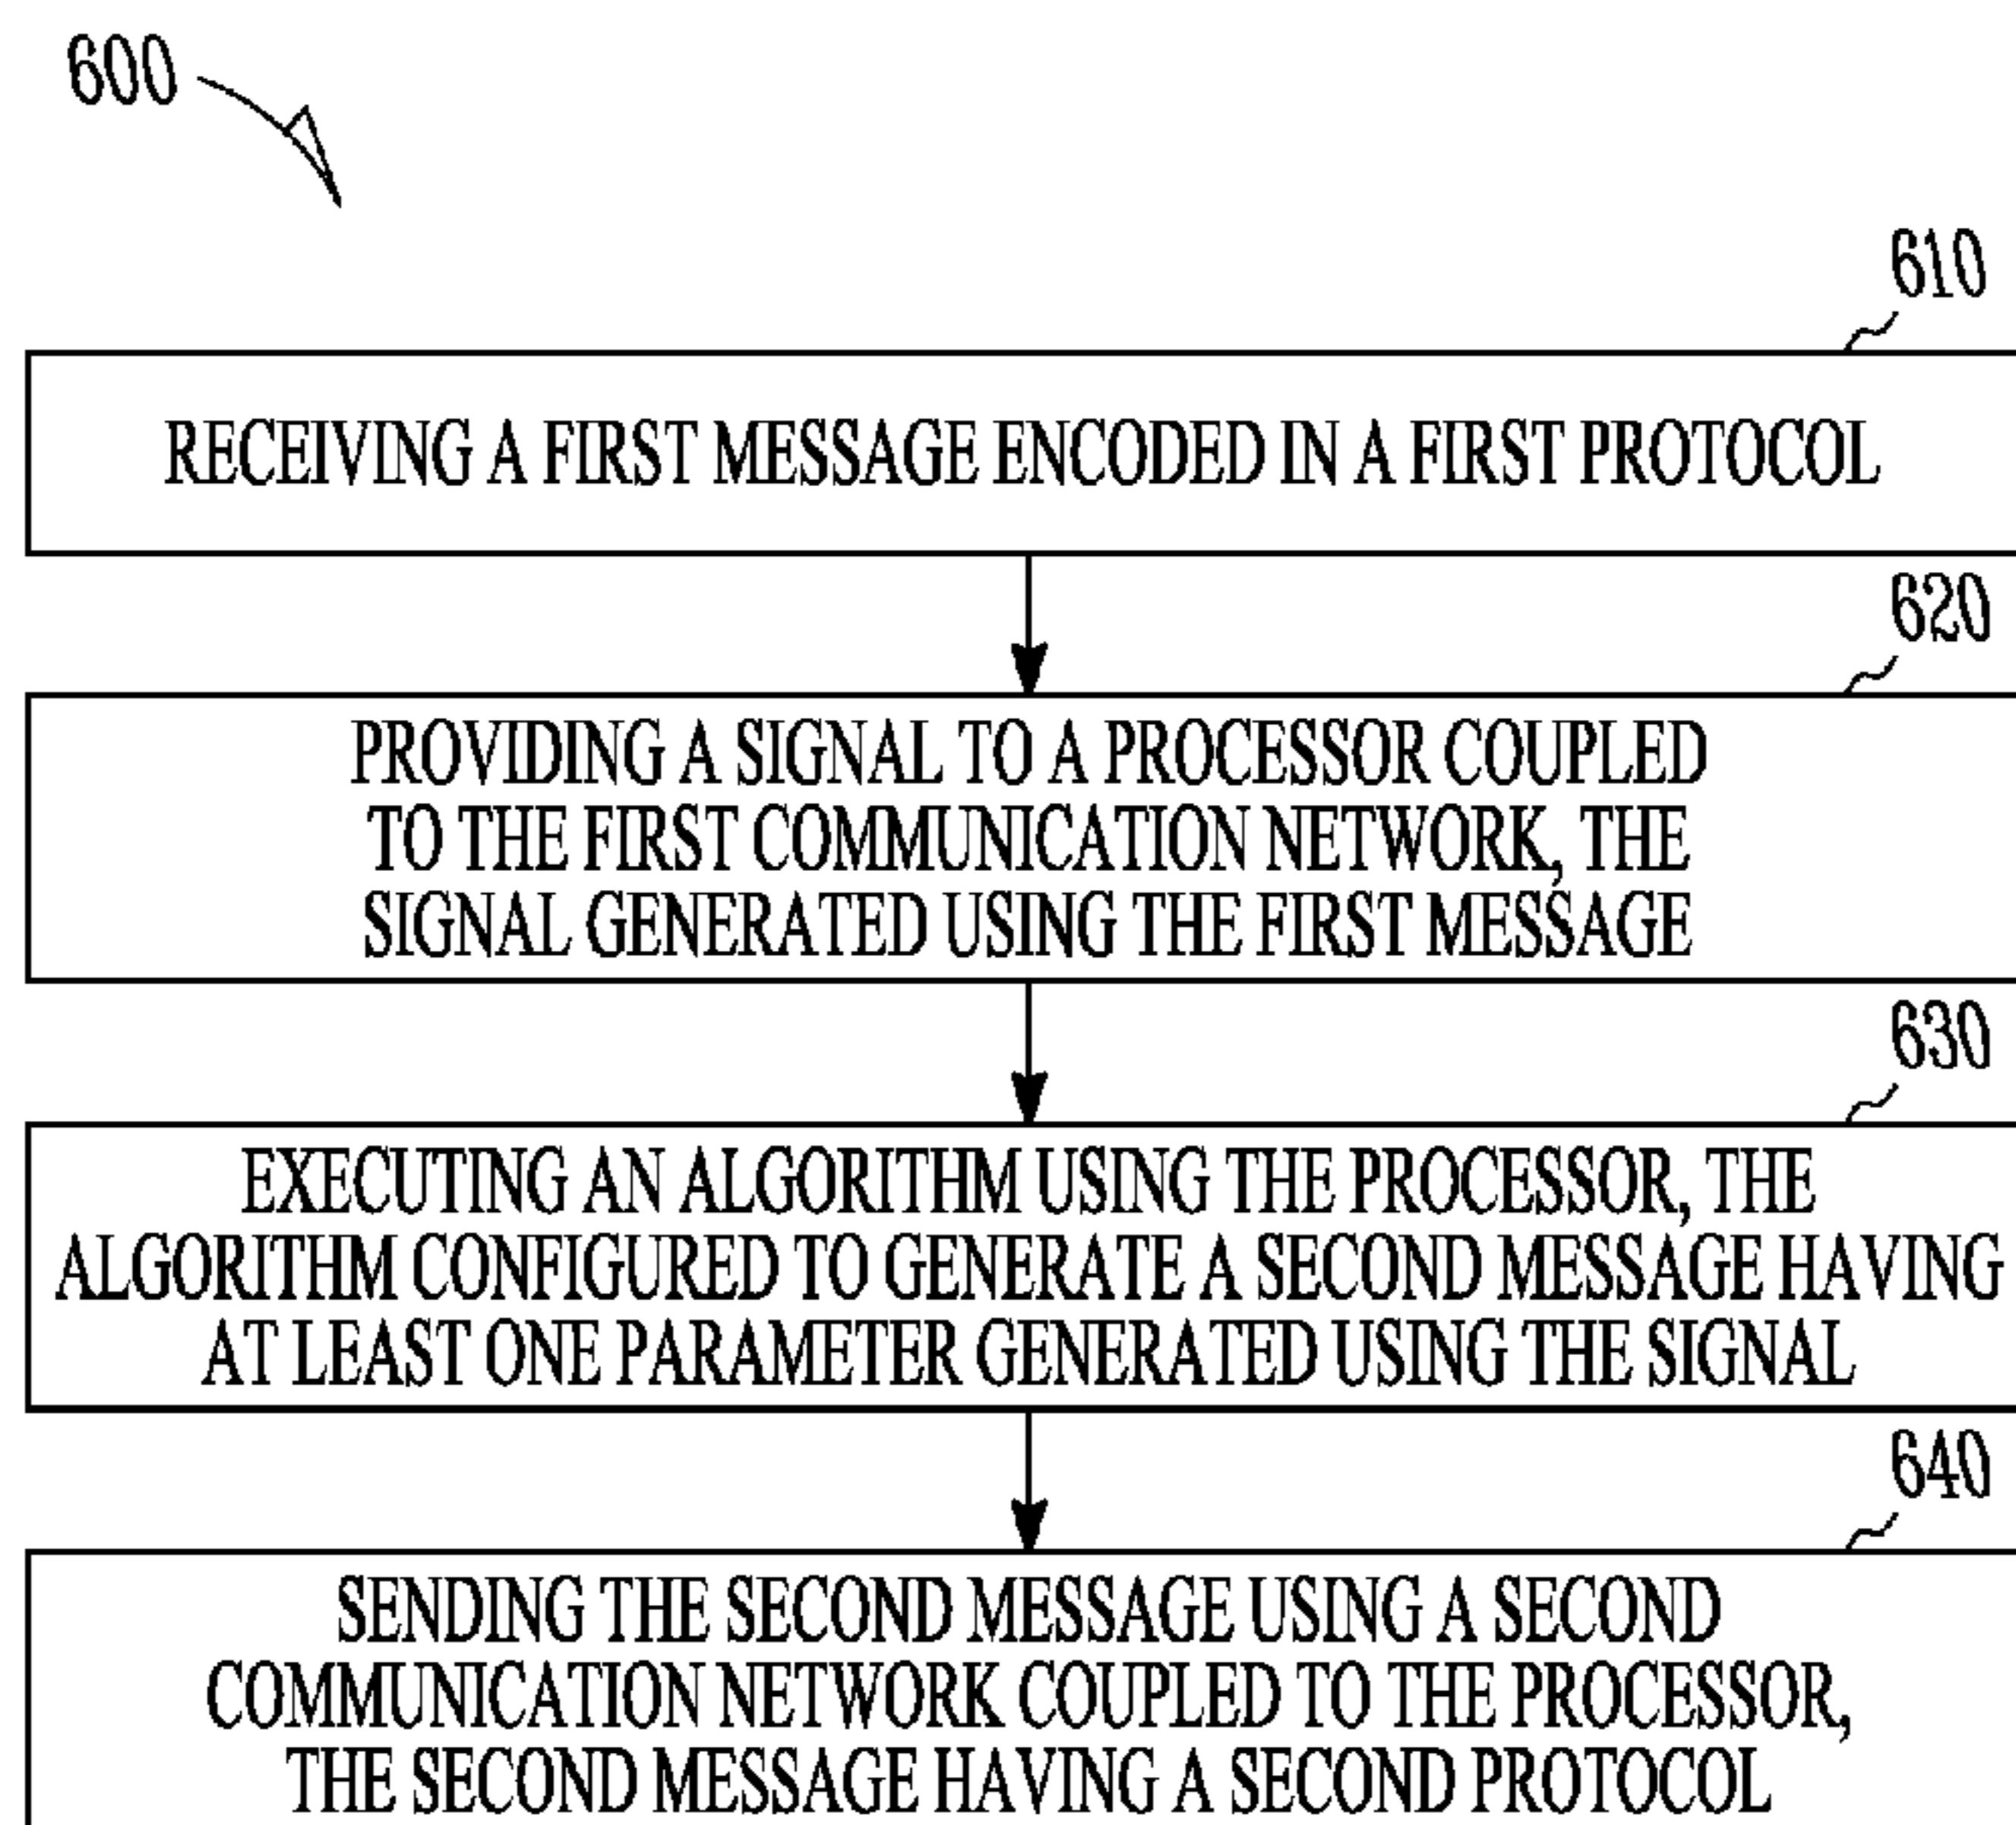 600
610
RECEIVING A FIRST MESSAGE ENCODED IN A FIRST PROTOCOL
620
PROVIDING A SIGNAL TO A PROCESSOR COUPLED
TO THE FIRST COMMUNICATION NETWORK, THE
SIGNAL GENERATED USING THE FIRST MESSAGE
630
EXECUTING AN ALGORITHM USING THE PROCESSOR, THE
ALGORITHM CONFIGURED TO GENERATE A SECOND MESSAGE HAVING
AT LEAST ONE PARAMETER GENERATED USING THE SIGNAL
640
SENDING THE SECOND MESSAGE USING A SECOND
COMMUNICATION NETWORK COUPLED TO THE PROCESSOR,
THE SECOND MESSAGE HAVING A SECOND PROTOCOL